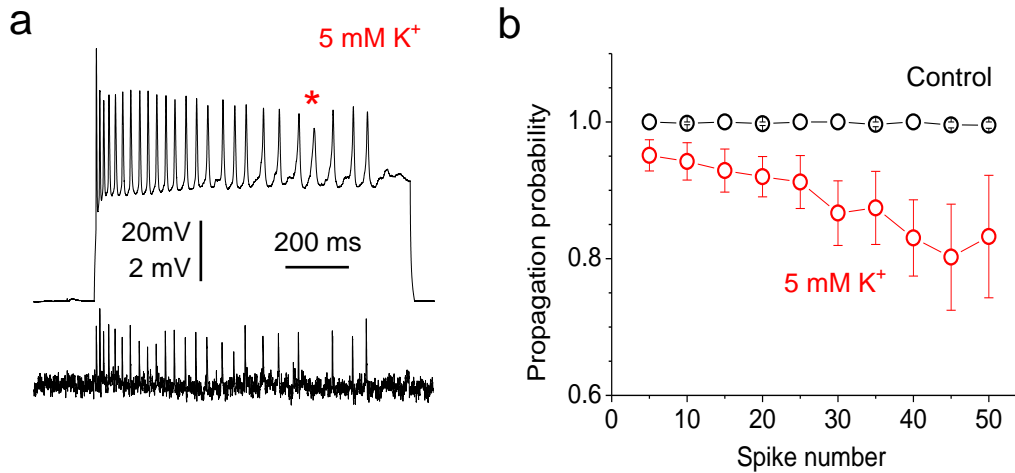 a
5 mM K⁺
*
20mV
2 mV
200 ms
b
Control
1.0
0.8
0.6
Propagation probability
5 mM K⁺
0 10 20 30 40 50
Spike number